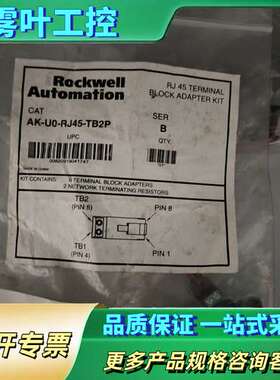 雾叶工控
Rockwell
Automation
RJ 45 TERMINAL
BLOCK ADAPTER KIT
CAT
AK-U0-RJ45-TB2P
SER
B
UPC
QTY
KIT CONTAINS:
TERMINAL BLOCK ADAPTERS
2 NETWORK TERMINATING RESISTORS
TB2
(PIN 5)
PIN 8
TB1
(PIN 4)
PIN 1
开专票
品质保证 一站式采
更多产品规格咨询客